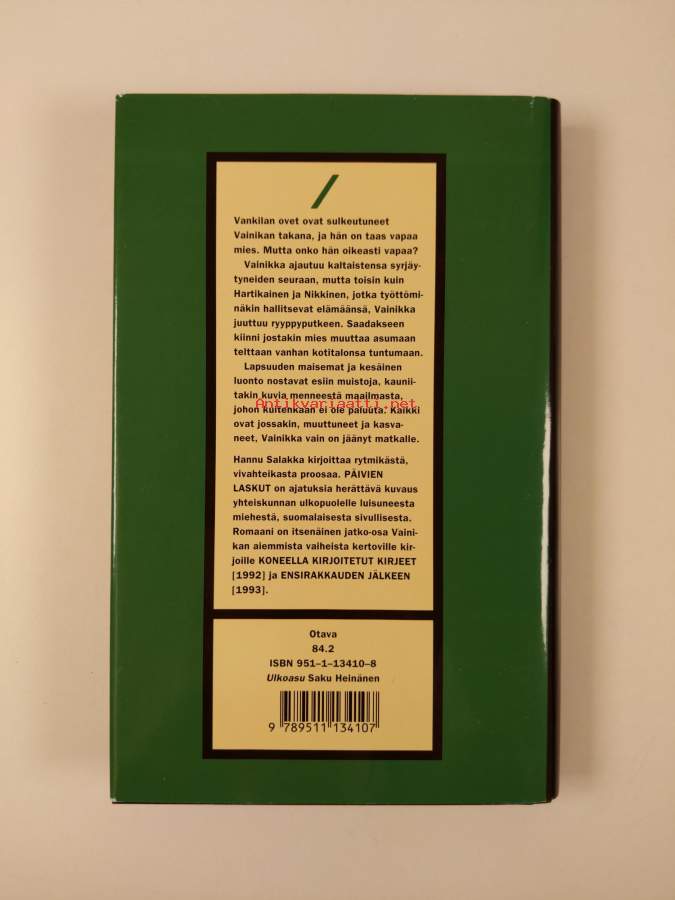 Vankilan ovet ovat sulkeutuneet
Vainikan takana, ja hän on taas vapaa
mies. Mutta onko hän oikeasti vapaa?
Vainikka ajautuu kaltaistensa syrjäy-
tyneiden seuraan, mutta toisin kuin
Hartikainen ja Nikkinen, jotka työttömi-
näkin hallitsevat elämäänsä, Vainikka
juuttuu ryyppyputkeen. Saadakseen
kiinni jostakin mies muuttaa asumaan
telttaan vanhan kotitalonsa tuntumaan.
Lapsuuden maisemat ja kesäinen
luonto nostavat esiin muistoja, kaunii-
takin kuvia menneestä maailmasta,
Antikvariaatti.net
johon kuitenkaan ei ole paluuta. Kaikki
ovat jossakin, muuttuneet ja kasva-
neet, Vainikka vain on jäänyt matkalle.
Hannu Salakka kirjoittaa rytmikästä,
vivahteikasta proosaa. PÄIVIEN
LASKUT on ajatuksia herättävä kuvaus
yhteiskunnan ulkopuolelle luisuneesta
miehestä, suomalaisesta sivullisesta.
Romaani on itsenäinen jatko-osa Vaini-
kan aiemmista vaiheista kertoville kir-
joille KONEELLA KIRJOITETUT KIRJEET
[1992] ja ENSIRAKKAUDEN JÄLKEEN
[1993].
Otava
84.2
ISBN 951–1–13410–8
Ulkoasu Saku Heinänen
9 789511 134107